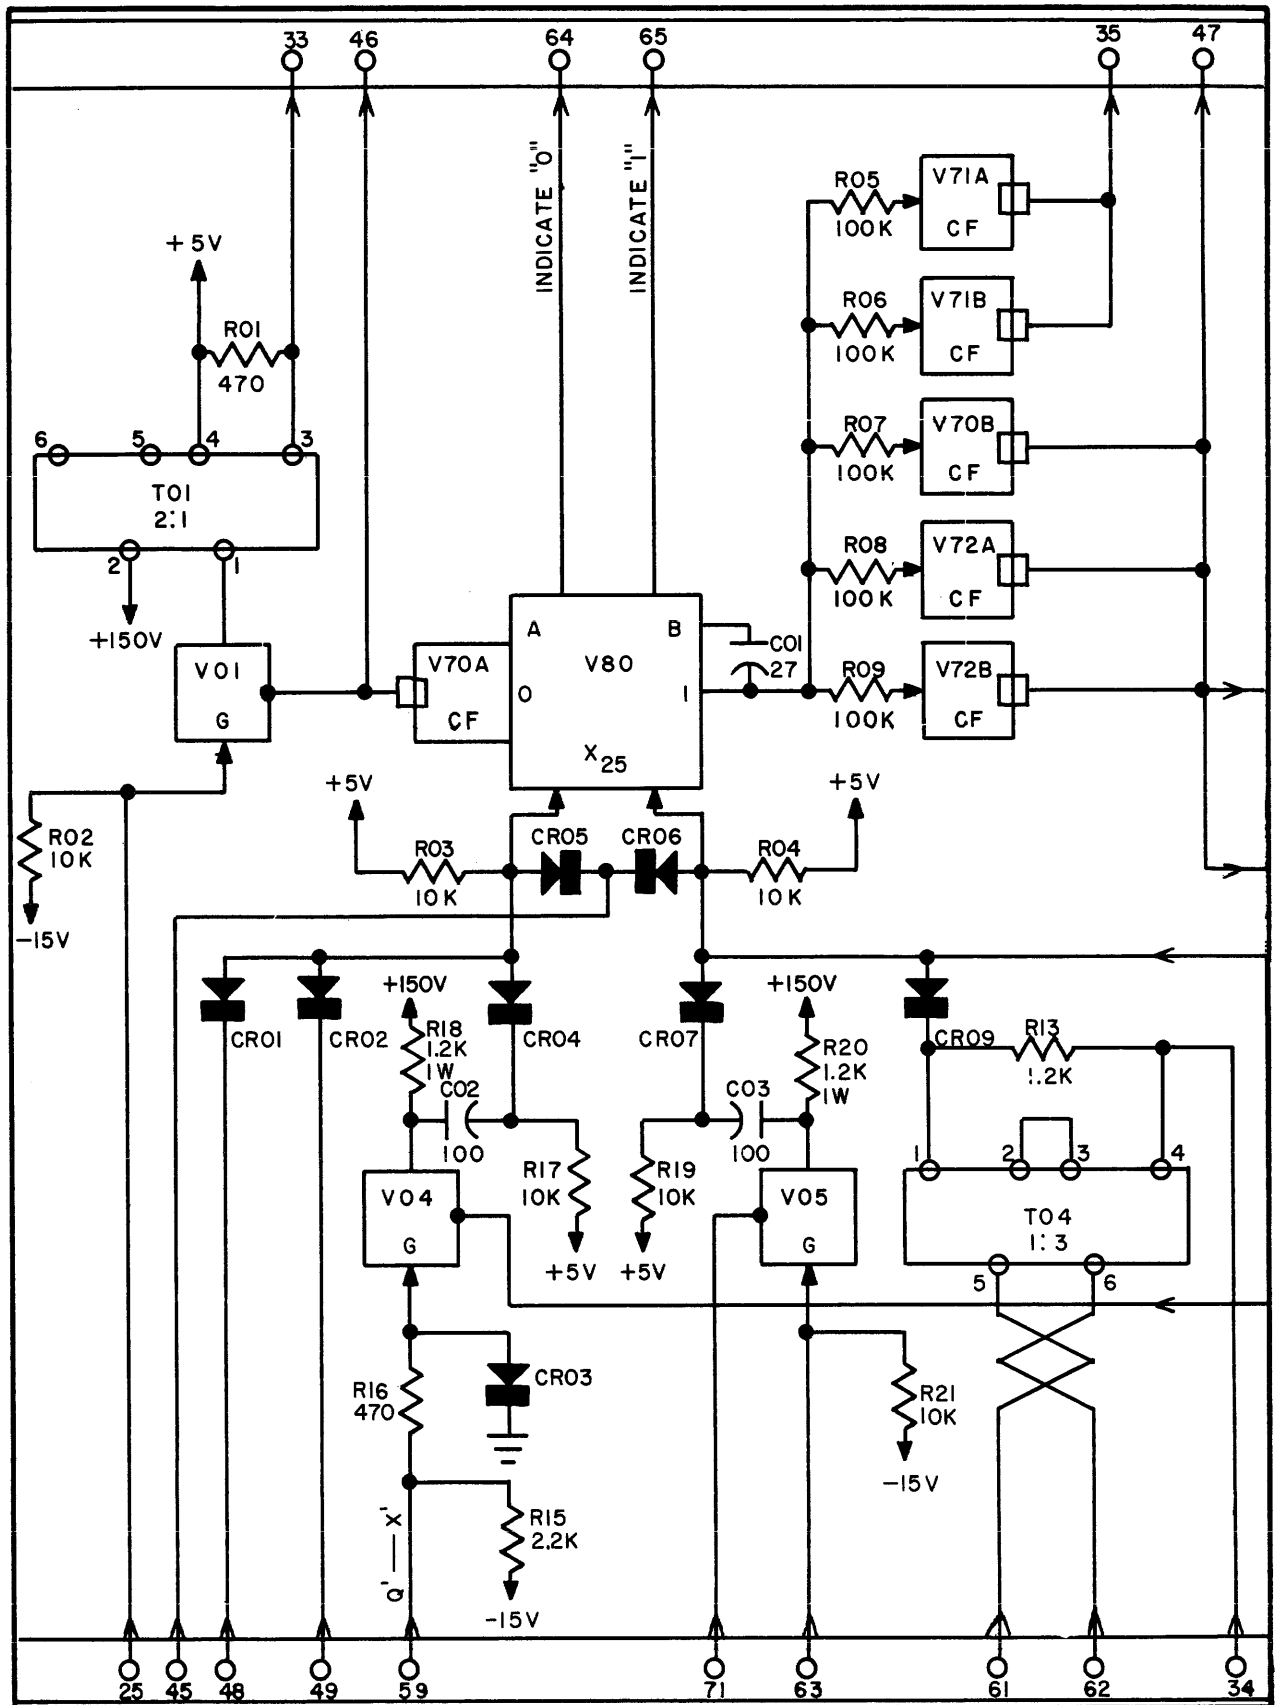 33 46 64 65 35 47
INDICATE "0"
INDICATE "1"
R05
100K
V71A
CF
R06
100K
V71B
CF
R07
100K
V70B
CF
R08
100K
V72A
CF
R09
100K
V72B
CF
+5V
R01
470
6 5 4 3
T01
2:1
2 1
+150V
V01
G
V70A
CF
A B
V80
0 1
X25
C01
27
R02
10K
-15V
+5V
R03
10K
CR05
CR06
R04
10K
+5V
CR01
CR02
+150V
R18
1.2K
1W
C02
100
CR04
CR07
+150V
R20
1.2K
1W
C03
100
CR09
R13
1.2K
V04
G
R17
10K
+5V
R19
10K
+5V
V05
G
1 2 3 4
T04
1:3
5 6
R16
470
CR03
R21
10K
-15V
Q' — X'
R15
2.2K
-15V
25 45 48 49 59 71 63 61 62 34